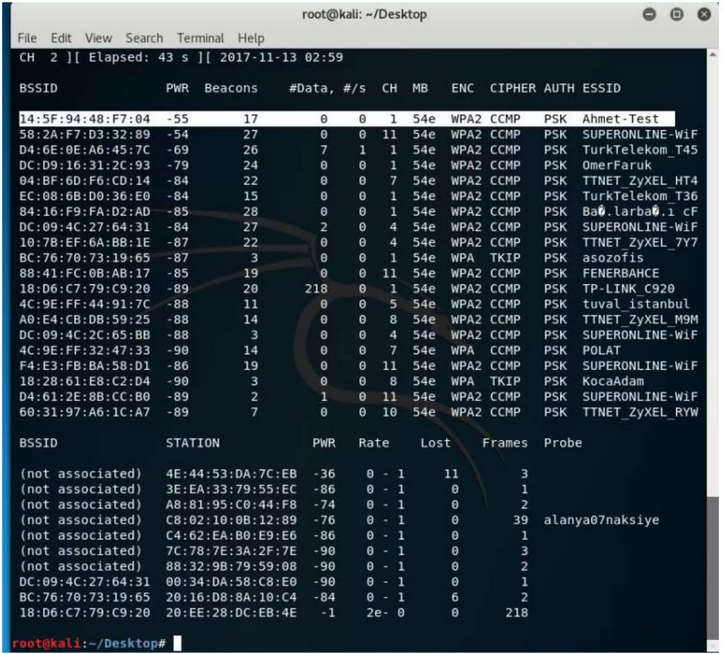 root@kali: ~/Desktop
File Edit View Search Terminal Help
CH 2 ][ Elapsed: 43 s ][ 2017-11-13 02:59
BSSID PWR Beacons #Data, #/s CH MB ENC CIPHER AUTH ESSID
14:5F:94:48:F7:04 -55 17 0 0 1 54e WPA2 CCMP PSK Ahmet-Test
58:2A:F7:D3:32:89 -54 27 0 0 11 54e WPA2 CCMP PSK SUPERONLINE-WiF
D4:6E:0E:A6:45:7C -69 26 7 1 1 54e WPA2 CCMP PSK TurkTelekom_T45
DC:D9:16:31:2C:93 -79 24 0 0 1 54e WPA2 CCMP PSK OmerFaruk
04:BF:6D:F6:CD:14 -84 22 0 0 7 54e WPA2 CCMP PSK TTNET_ZyXEL_HT4
EC:08:6B:D0:36:E0 -84 15 0 0 1 54e WPA2 CCMP PSK TurkTelekom_T36
84:16:F9:FA:D2:AD -85 28 0 0 1 54e WPA2 CCMP PSK Ba�.larba�.ı cF
DC:09:4C:27:64:31 -84 27 2 0 4 54e WPA2 CCMP PSK SUPERONLINE-WiF
10:7B:EF:6A:BB:1E -87 22 0 0 4 54e WPA2 CCMP PSK TTNET_ZyXEL_7Y7
BC:76:70:73:19:65 -87 3 0 0 1 54e WPA TKIP PSK asozofis
88:41:FC:0B:AB:17 -85 19 0 0 11 54e WPA2 CCMP PSK FENERBAHCE
18:D6:C7:79:C9:20 -89 20 218 0 1 54e WPA2 CCMP PSK TP-LINK_C920
4C:9E:FF:44:91:7C -88 11 0 0 5 54e WPA2 CCMP PSK tuval_istanbul
A0:E4:CB:DB:59:25 -88 14 0 0 8 54e WPA2 CCMP PSK TTNET_ZyXEL_M9M
DC:09:4C:2C:65:BB -88 3 0 0 4 54e WPA2 CCMP PSK SUPERONLINE-WiF
4C:9E:FF:32:47:33 -90 14 0 0 7 54e WPA CCMP PSK POLAT
F4:E3:FB:BA:58:D1 -86 19 0 0 11 54e WPA2 CCMP PSK SUPERONLINE-WiF
18:28:61:E8:C2:D4 -90 3 0 0 8 54e WPA TKIP PSK KocaAdam
D4:61:2E:8B:CC:B0 -89 2 1 0 11 54e WPA2 CCMP PSK SUPERONLINE-WiF
60:31:97:A6:1C:A7 -89 7 0 0 10 54e WPA2 CCMP PSK TTNET_ZyXEL_RYW
BSSID STATION PWR Rate Lost Frames Probe
(not associated) 4E:44:53:DA:7C:EB -36 0 - 1 11 3
(not associated) 3E:EA:33:79:55:EC -86 0 - 1 0 1
(not associated) A8:81:95:C0:44:F8 -74 0 - 1 0 2
(not associated) C8:02:10:0B:12:89 -76 0 - 1 0 39 alanya07naksiye
(not associated) C4:62:EA:B0:E9:E6 -86 0 - 1 0 1
(not associated) 7C:78:7E:3A:2F:7E -90 0 - 1 0 3
(not associated) 88:32:9B:79:59:08 -90 0 - 1 0 2
DC:09:4C:27:64:31 00:34:DA:58:C8:E0 -90 0 - 1 0 1
BC:76:70:73:19:65 20:16:D8:8A:10:C4 -84 0 - 1 6 2
18:D6:C7:79:C9:20 20:EE:28:DC:EB:4E -1 2e- 0 0 218
root@kali:~/Desktop#